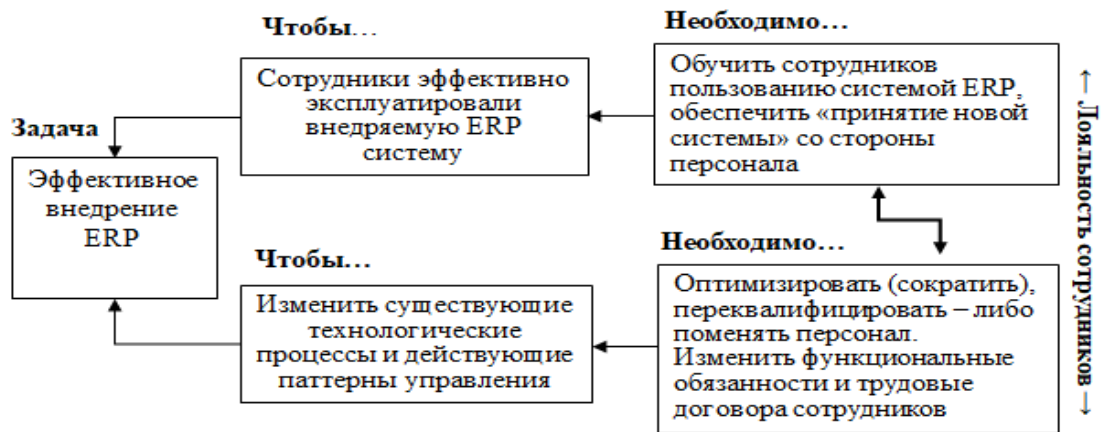 Чтобы…
Необходимо…
Сотрудники эффективно
эксплуатировали
внедряемую ERP
систему
Обучить сотрудников
пользованию системой ERP,
обеспечить «принятие новой
системы» со стороны
персонала
Задача
Эффективное
внедрение
ERP
Чтобы…
Необходимо…
Изменить существующие
технологические
процессы и действующие
паттерны управления
Оптимизировать (сократить),
переквалифицировать – либо
поменять персонал.
Изменить функциональные
обязанности и трудовые
договора сотрудников
← Лояльность сотрудников →